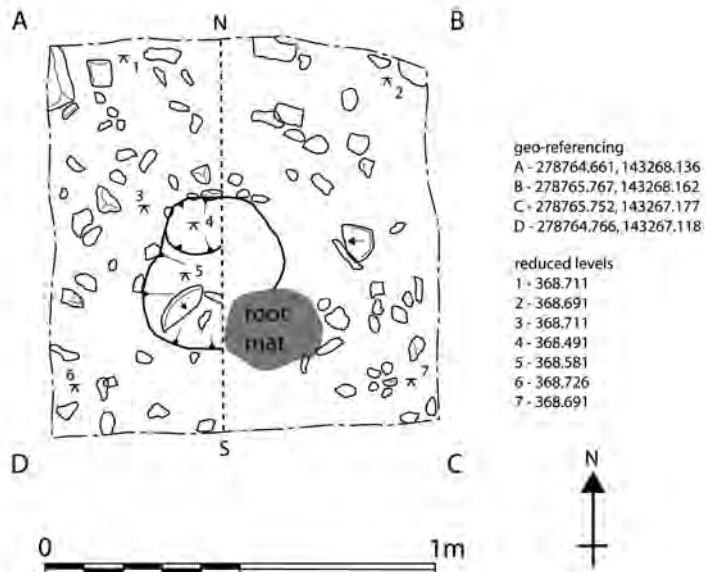 A
N
B
1
2
3
4
5
root
mat
6
7
S
D
C
geo-referencing
A - 278764.661, 143268.136
B - 278765.767, 143268.162
C - 278765.752, 143267.177
D - 278764.766, 143267.118
reduced levels
1 - 368.711
2 - 368.691
3 - 368.711
4 - 368.491
5 - 368.581
6 - 368.726
7 - 368.691
N
0
1m